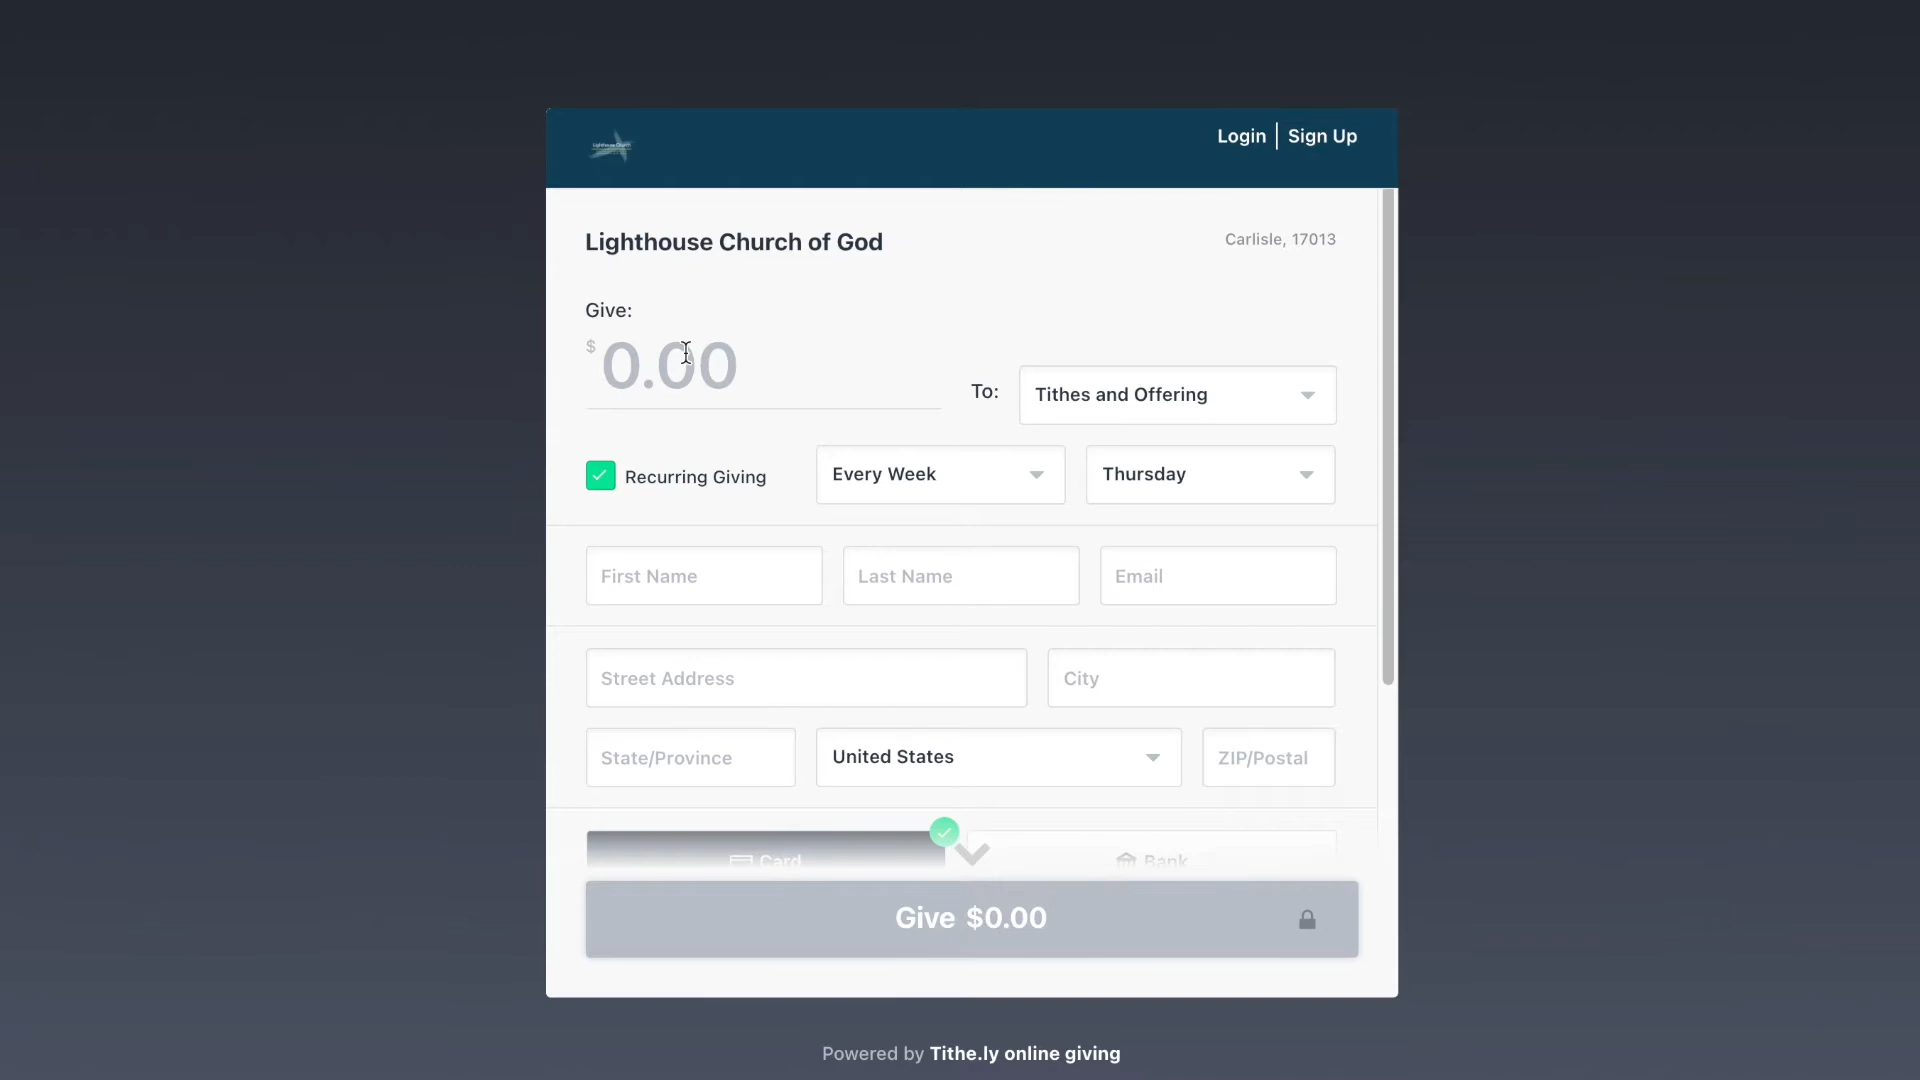 Lighthouse Church
Login | Sign Up
Lighthouse Church of God
Carlisle, 17013
Give:
$ 0.00
To: Tithes and Offering
Recurring Giving
Every Week
Thursday
First Name
Last Name
Email
Street Address
City
State/Province
United States
ZIP/Postal
Card
Bank
Give $0.00
Powered by Tithe.ly online giving